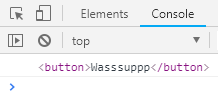 Elements Console
top
<button>Wasssuppp</button>